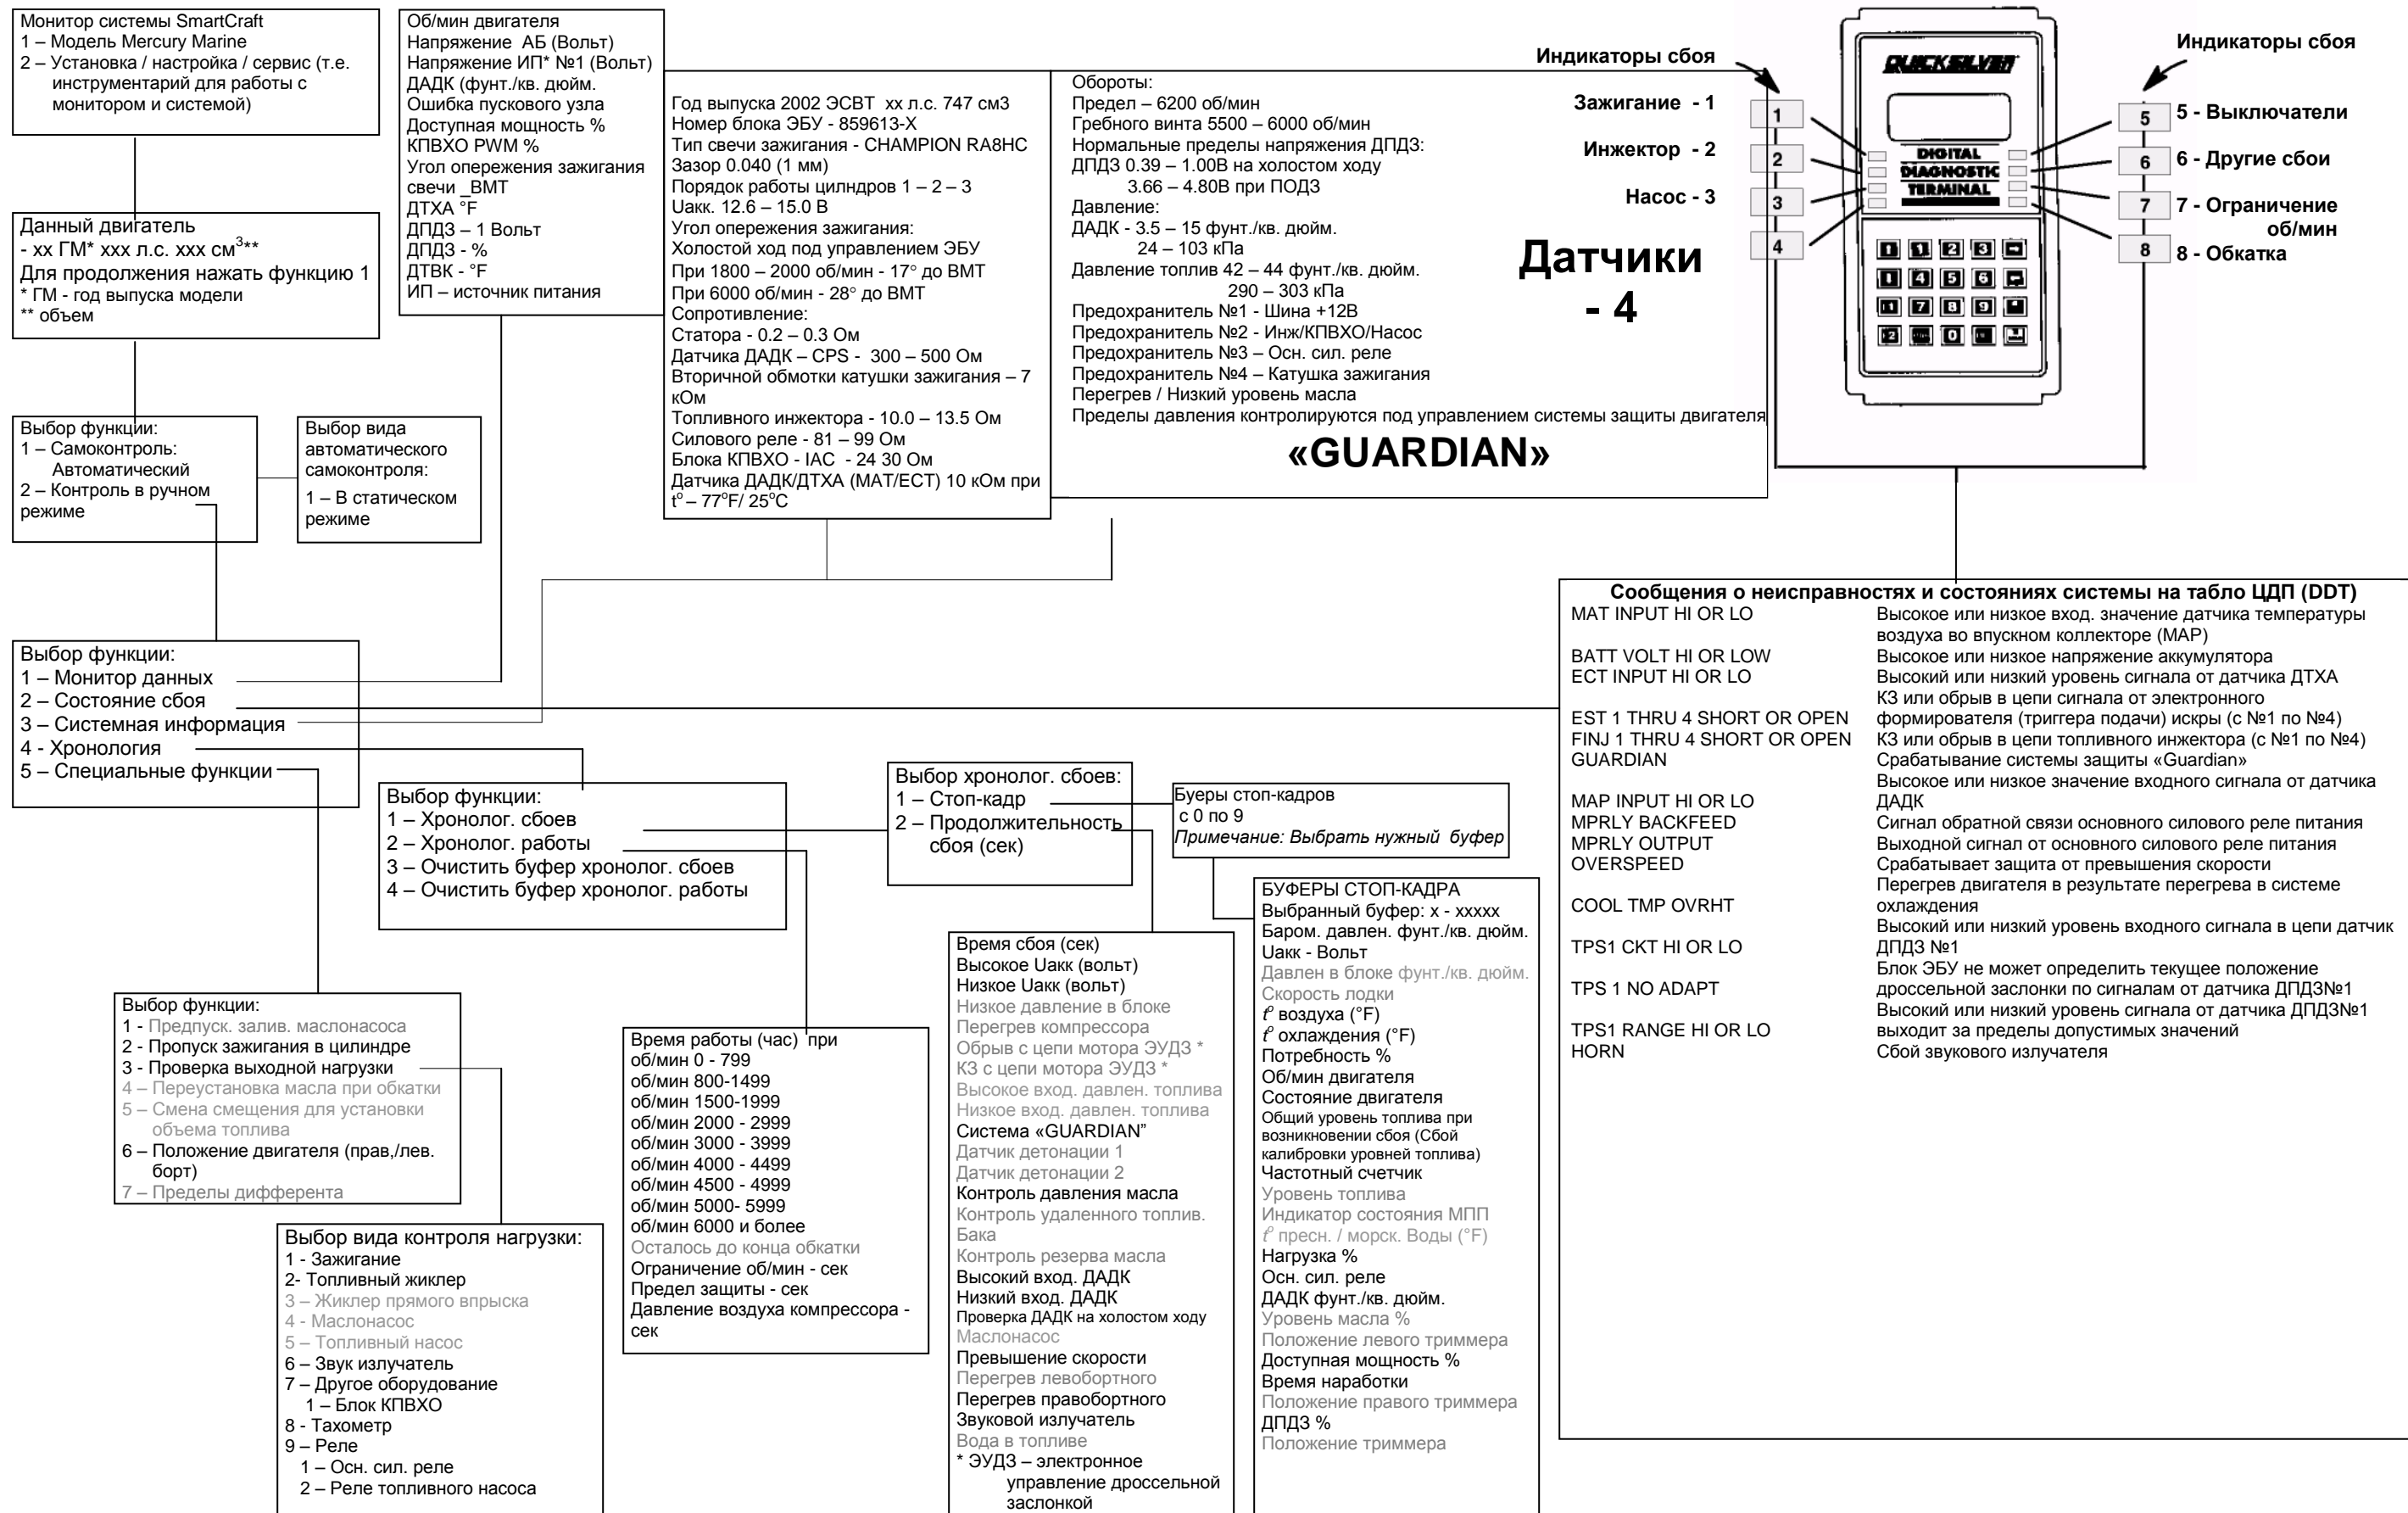 Монитор системы SmartCraft
1 – Модель Mercury Marine
2 – Установка / настройка / сервис (т.е.
инструментарий для работы с
монитором и системой)
Данный двигатель
- хх ГМ* ххх л.с. ххх см3**
Для продолжения нажать функцию 1
* ГМ - год выпуска модели
** объем
Выбор функции:
1 – Самоконтроль:
Автоматический
2 – Контроль в ручном
режиме
Выбор вида
автоматического
самоконтроля:
1 – В статическом
режиме
Об/мин двигателя
Напряжение АБ (Вольт)
Напряжение ИП* №1 (Вольт)
ДАДК (фунт./кв. дюйм.
Ошибка пускового узла
Доступная мощность %
КПВХО PWM %
Угол опережения зажигания
свечи _ВМТ
ДТХА °F
ДПДЗ – 1 Вольт
ДПДЗ - %
ДТВК - °F
ИП – источник питания
Год выпуска 2002 ЭСВТ хх л.с. 747 см3
Номер блока ЭБУ - 859613-Х
Тип свечи зажигания - CHAMPION RA8HC
Зазор 0.040 (1 мм)
Порядок работы цилндров 1 – 2 – 3
Uакк. 12.6 – 15.0 В
Угол опережения зажигания:
Холостой ход под управлением ЭБУ
При 1800 – 2000 об/мин - 17° до ВМТ
При 6000 об/мин - 28° до ВМТ
Сопротивление:
Статора - 0.2 – 0.3 Ом
Датчика ДАДК – CPS - 300 – 500 Ом
Вторичной обмотки катушки зажигания – 7
кОм
Топливного инжектора - 10.0 – 13.5 Ом
Силового реле - 81 – 99 Ом
Блока КПВХО - IAC - 24 30 Ом
Датчика ДАДК/ДТХА (МАТ/ЕСТ) 10 кОм при
tº – 77ºF/ 25ºC
Обороты:
Предел – 6200 об/мин
Гребного винта 5500 – 6000 об/мин
Нормальные пределы напряжения ДПДЗ:
ДПДЗ 0.39 – 1.00В на холостом ходу
3.66 – 4.80В при ПОДЗ
Давление:
ДАДК - 3.5 – 15 фунт./кв. дюйм.
24 – 103 кПа
Давление топлив 42 – 44 фунт./кв. дюйм.
290 – 303 кПа
Предохранитель №1 - Шина +12В
Предохранитель №2 - Инж/КПВХО/Насос
Предохранитель №3 – Осн. сил. реле
Предохранитель №4 – Катушка зажигания
Перегрев / Низкий уровень масла
Пределы давления контролируются под управлением системы защиты двигателя
«GUARDIAN»
Индикаторы сбоя
Зажигание - 1
Инжектор - 2
Насос - 3
Датчики
- 4
1
2
3
4
QUICKSILVER
DIGITAL
DIAGNOSTIC
TERMINAL
1 2 3
4 5 6
7 8 9
0
Индикаторы сбоя
5
6
7
8
5 - Выключатели
6 - Другие сбои
7 - Ограничение
об/мин
8 - Обкатка
Выбор функции:
1 – Монитор данных
2 – Состояние сбоя
3 – Системная информация
4 - Хронология
5 – Специальные функции
Выбор функции:
1 – Хронолог. сбоев
2 – Хронолог. работы
3 – Очистить буфер хронолог. сбоев
4 – Очистить буфер хронолог. работы
Выбор хронолог. сбоев:
1 – Стоп-кадр
2 – Продолжительность
сбоя (сек)
Буеры стоп-кадров
с 0 по 9
Примечание: Выбрать нужный буфер
Выбор функции:
1 - Предпуск. залив. маслонасоса
2 - Пропуск зажигания в цилиндре
3 - Проверка выходной нагрузки
4 – Переустановка масла при обкатки
5 – Смена смещения для установки
объема топлива
6 – Положение двигателя (прав,/лев.
борт)
7 – Пределы дифферента
Выбор вида контроля нагрузки:
1 - Зажигание
2- Топливный жиклер
3 – Жиклер прямого впрыска
4 - Маслонасос
5 – Топливный насос
6 – Звук излучатель
7 – Другое оборудование
1 – Блок КПВХО
8 - Тахометр
9 – Реле
1 – Осн. сил. реле
2 – Реле топливного насоса
Время работы (час) при
об/мин 0 - 799
об/мин 800-1499
об/мин 1500-1999
об/мин 2000 - 2999
об/мин 3000 - 3999
об/мин 4000 - 4499
об/мин 4500 - 4999
об/мин 5000- 5999
об/мин 6000 и более
Осталось до конца обкатки
Ограничение об/мин - сек
Предел защиты - сек
Давление воздуха компрессора -
сек
Время сбоя (сек)
Высокое Uакк (вольт)
Низкое Uакк (вольт)
Низкое давление в блоке
Перегрев компрессора
Обрыв с цепи мотора ЭУДЗ *
КЗ с цепи мотора ЭУДЗ *
Высокое вход. давлен. топлива
Низкое вход. давлен. топлива
Система «GUARDIAN”
Датчик детонации 1
Датчик детонации 2
Контроль давления масла
Контроль удаленного топлив.
Бака
Контроль резерва масла
Высокий вход. ДАДК
Низкий вход. ДАДК
Проверка ДАДК на холостом ходу
Маслонасос
Превышение скорости
Перегрев левобортного
Перегрев правобортного
Звуковой излучатель
Вода в топливе
* ЭУДЗ – электронное
управление дроссельной
заслонкой
БУФЕРЫ СТОП-КАДРА
Выбранный буфер: х - ххххх
Баром. давлен. фунт./кв. дюйм.
Uакк - Вольт
Давлен в блоке фунт./кв. дюйм.
Скорость лодки
tº воздуха (°F)
tº охлаждения (°F)
Потребность %
Об/мин двигателя
Состояние двигателя
Общий уровень топлива при
возникновении сбоя (Сбой
калибровки уровней топлива)
Частотный счетчик
Уровень топлива
Индикатор состояния МПП
tº пресн. / морск. Воды (°F)
Нагрузка %
Осн. сил. реле
ДАДК фунт./кв. дюйм.
Уровень масла %
Положение левого триммера
Доступная мощность %
Время наработки
Положение правого триммера
ДПДЗ %
Положение триммера
Сообщения о неисправностях и состояниях системы на табло ЦДП (DDT)
MAT INPUT HI OR LO Высокое или низкое вход. значение датчика температуры
воздуха во впускном коллекторе (MAP)
BATT VOLT HI OR LOW Высокое или низкое напряжение аккумулятора
ECT INPUT HI OR LO Высокий или низкий уровень сигнала от датчика ДТХА
КЗ или обрыв в цепи сигнала от электронного
EST 1 THRU 4 SHORT OR OPEN формирователя (триггера подачи) искры (с №1 по №4)
FINJ 1 THRU 4 SHORT OR OPEN КЗ или обрыв в цепи топливного инжектора (с №1 по №4)
GUARDIAN Срабатывание системы защиты «Guardian»
Высокое или низкое значение входного сигнала от датчика
MAP INPUT HI OR LO ДАДК
MPRLY BACKFEED Сигнал обратной связи основного силового реле питания
MPRLY OUTPUT Выходной сигнал от основного силового реле питания
OVERSPEED Срабатывает защита от превышения скорости
Перегрев двигателя в результате перегрева в системе
COOL TMP OVRHT охлаждения
Высокий или низкий уровень входного сигнала в цепи датчик
TPS1 CKT HI OR LO ДПДЗ №1
Блок ЭБУ не может определить текущее положение
TPS 1 NO ADAPT дроссельной заслонки по сигналам от датчика ДПДЗ№1
Высокий или низкий уровень сигнала от датчика ДПДЗ№1
TPS1 RANGE HI OR LO выходит за пределы допустимых значений
HORN Сбой звукового излучателя